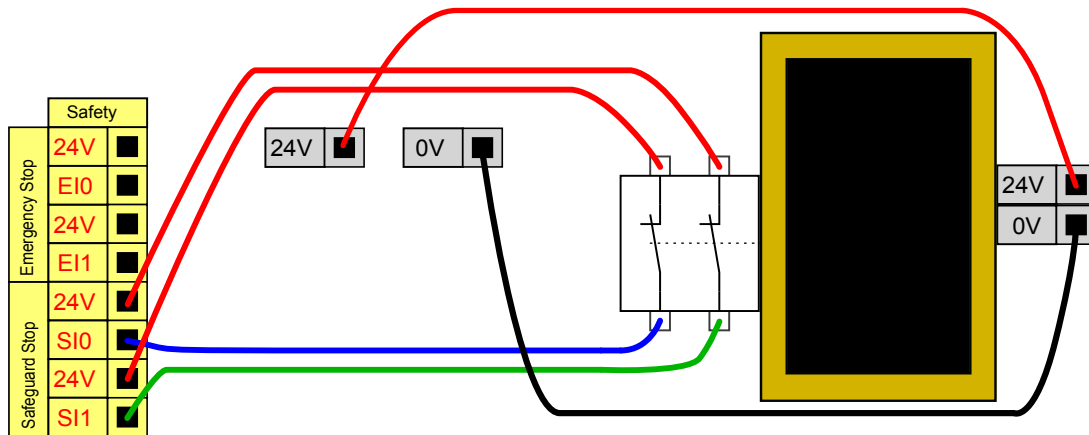 Safety
Emergency Stop
24V
EI0
24V
EI1
Safeguard Stop
24V
SI0
24V
SI1
24V
0V
24V
0V